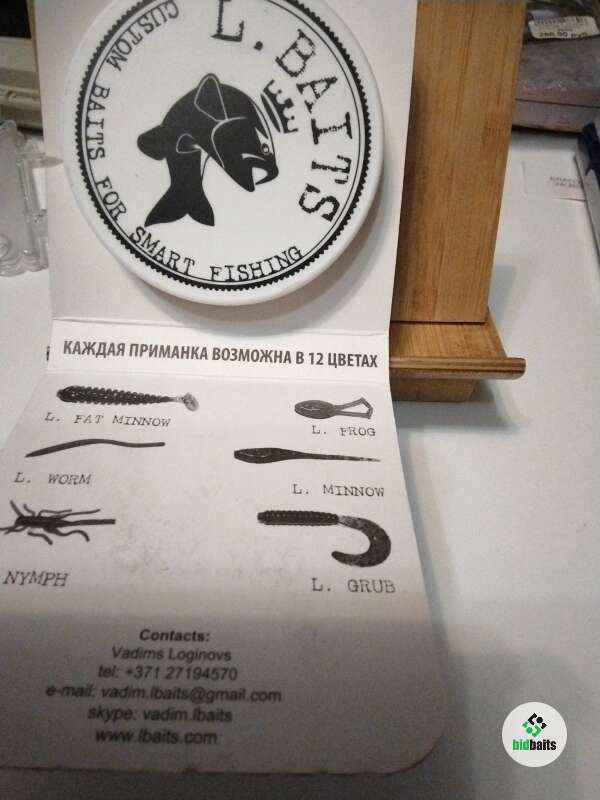 L. BAITS
CUSTOM BAITS FOR SMART FISHING
КАЖДАЯ ПРИМАНКА ВОЗМОЖНА В 12 ЦВЕТАХ
L. FAT MINNOW
L. FROG
L. WORM
L. MINNOW
NYMPH
L. GRUB
Contacts:
Vadims Loginovs
tel: +371 27194570
e-mail: vadim.lbaits@gmail.com
skype: vadim.lbaits
www.lbaits.com
bidbaits